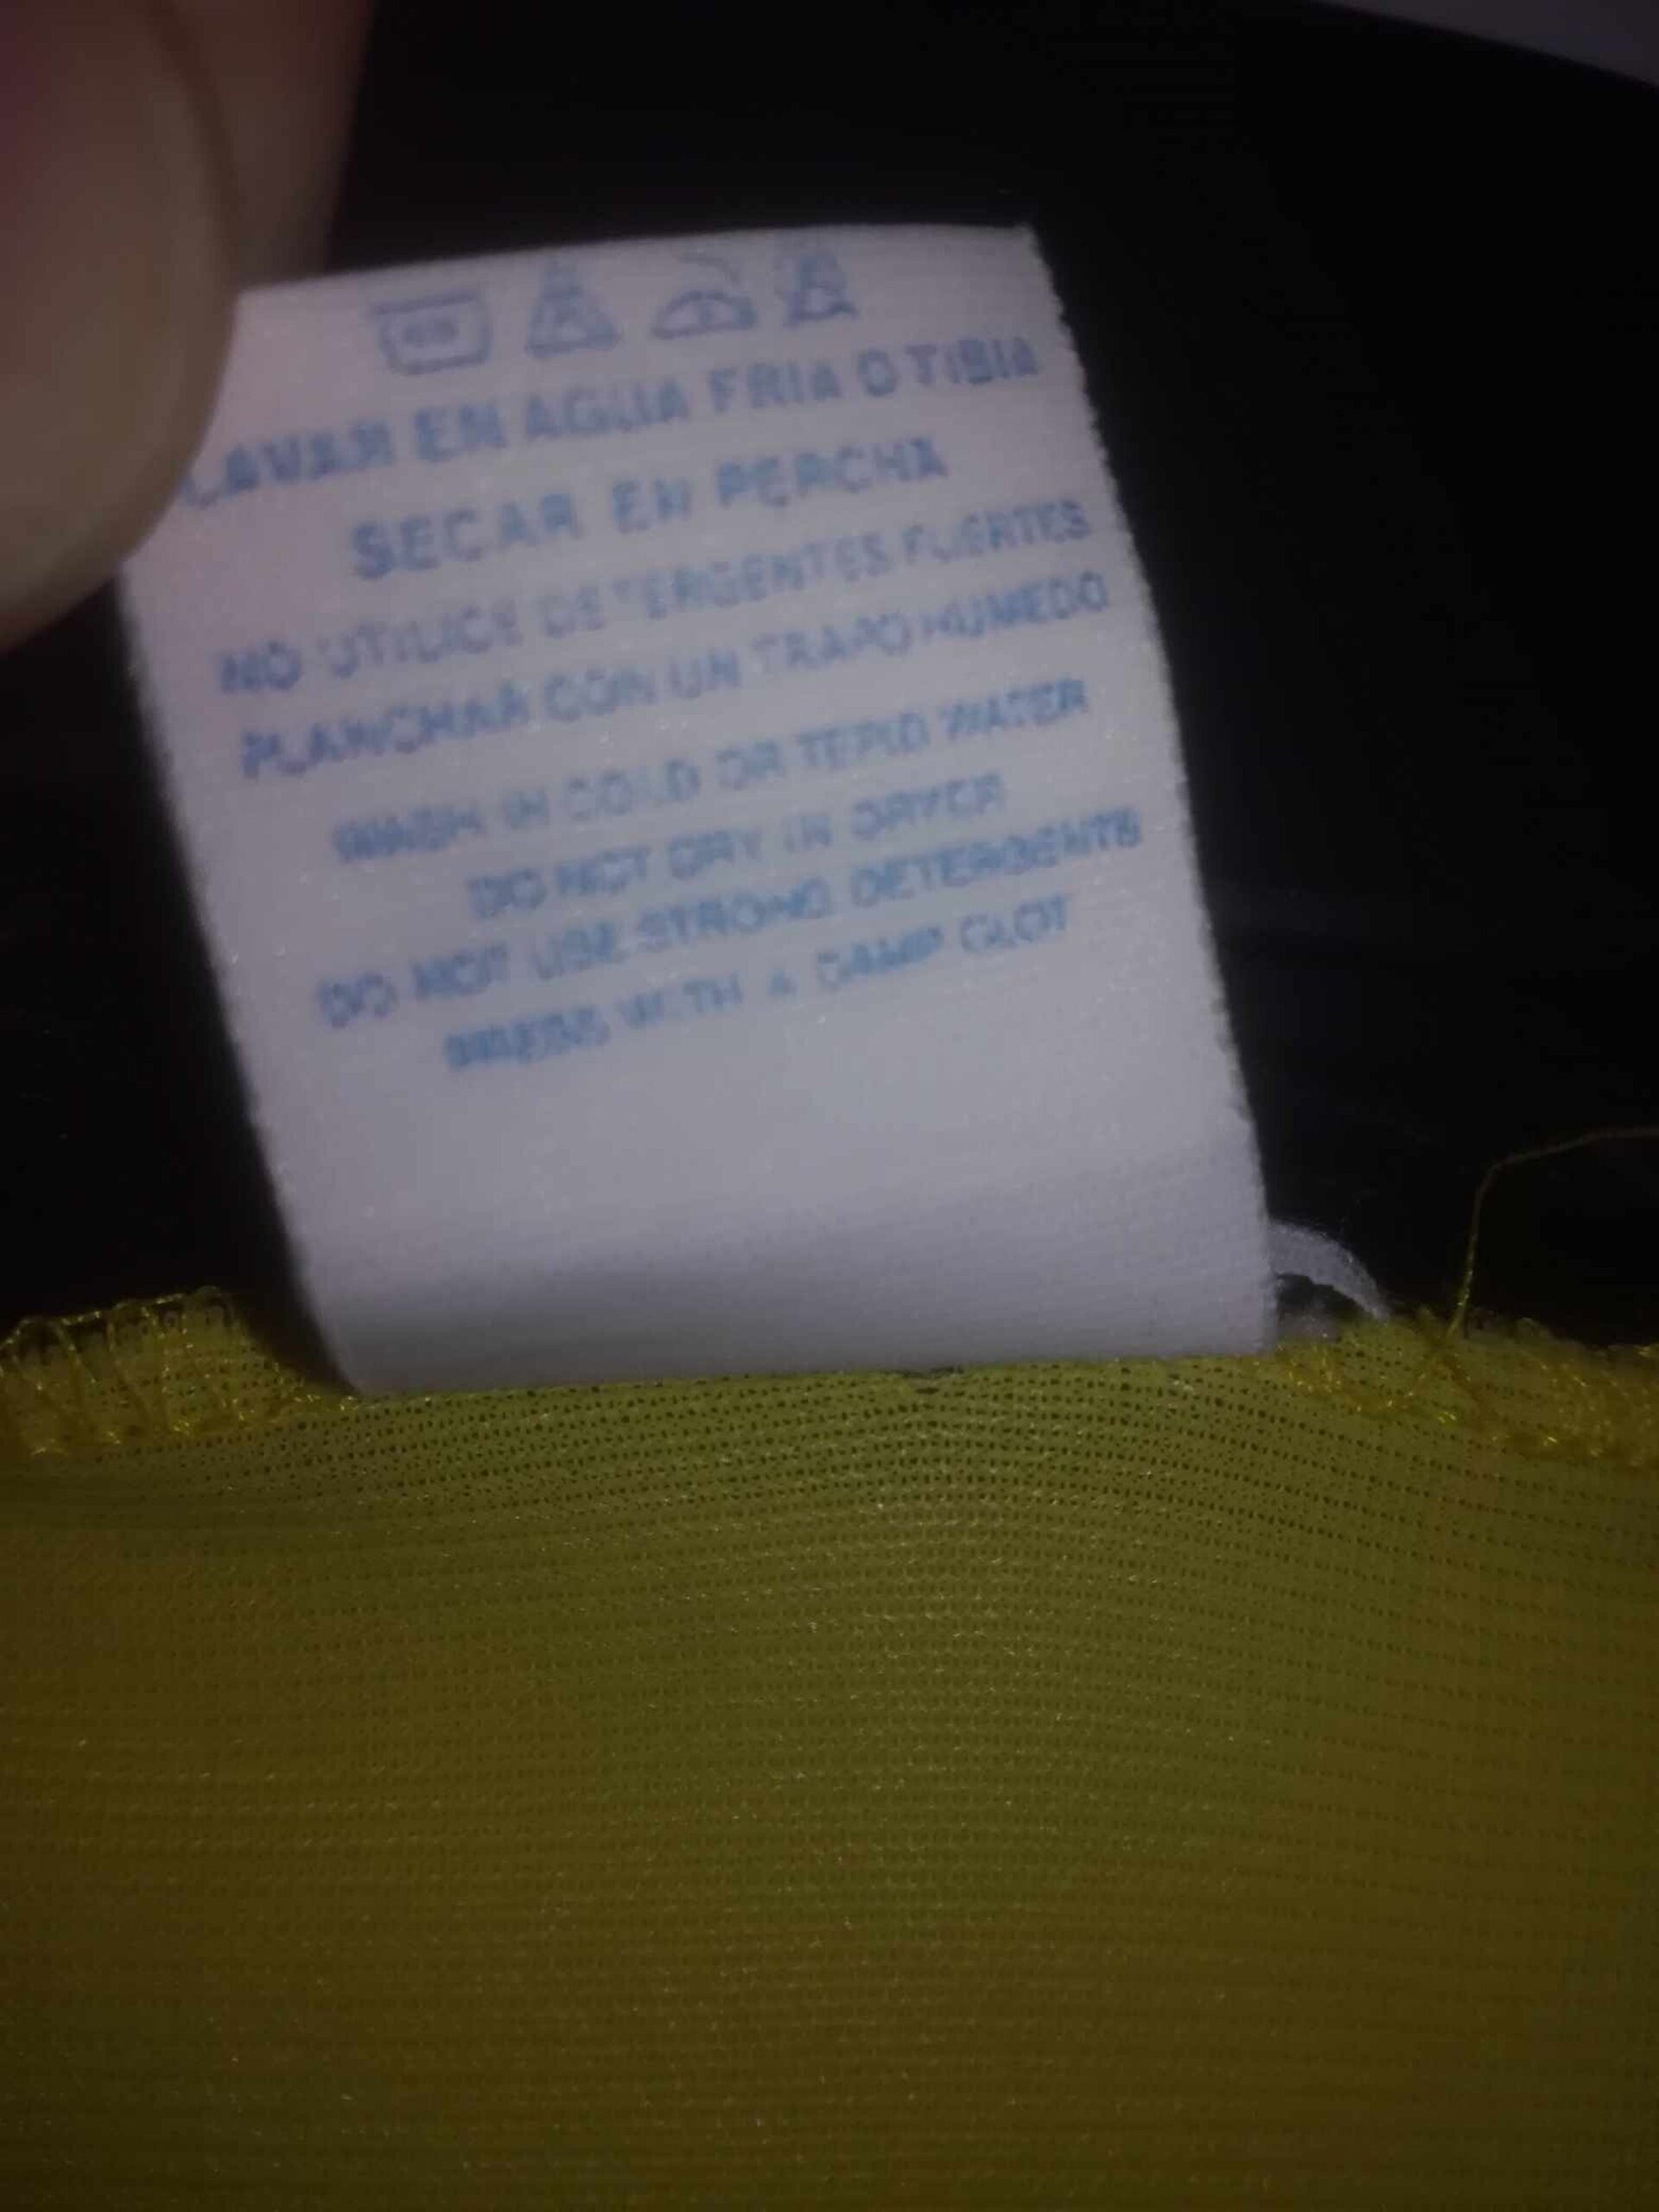 LAVAR EN AGUA FRIA O TIBIA
SECAR EN PERCHA
NO UTILICE DETERGENTES FUERTES
PLANCHAR CON UN TRAPO HUMEDO
WASH IN COLD OR TEPID WATER
DO NOT DRY IN DRYER
DO NOT USE STRONG DETERGENTS
PRESS WITH A DAMP CLOT